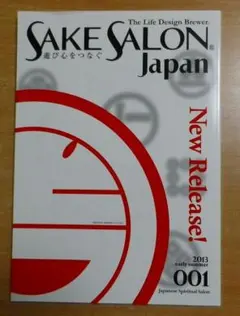 The Life Design Brewer.
SAKE SALON
遊び心をつなぐ
Japan
New Release!
2013
early summer
001
Japanese Spiritual Salon